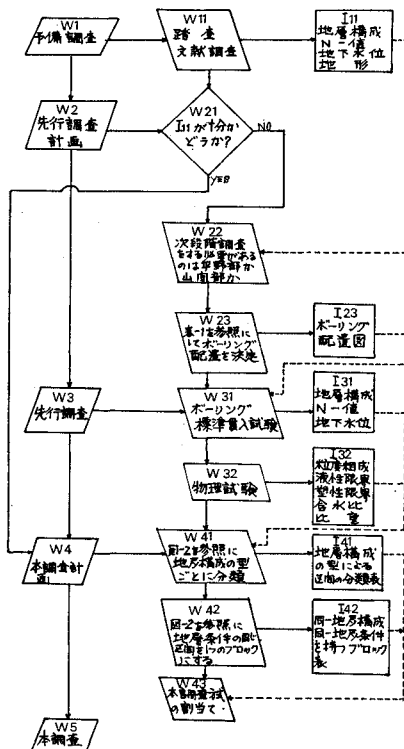 W1
予備調査
W11
踏査
文献調査
I11
地層構成
N-値
地下水位
地形
W2
先行調査
計画
W21
I11が十分か
どうか?
NO
YES
W22
次段階調査
をする必要がある
のは平野部か
山間部か
W23
表-1を参照に
してボーリング
配置を決定
I23
ボーリング
配置図
W3
先行調査
W31
ボーリング
標準貫入試験
I31
地層構成
N-値
地下水位
W32
物理試験
I32
粒度組成
液性限界
塑性限界
含水比
比重
W4
本調査計
画
W41
図-2を参照に
地層構成の型
ごとに分類
I41
地層構成
の型による
区間の分類表
W42
図-2を参照に
地層条件の同じ
区間を1つのブロック
にする
I42
同一地層構成
同一地層条件
を持つブロック
表
W43
の割当て
W5
本調査